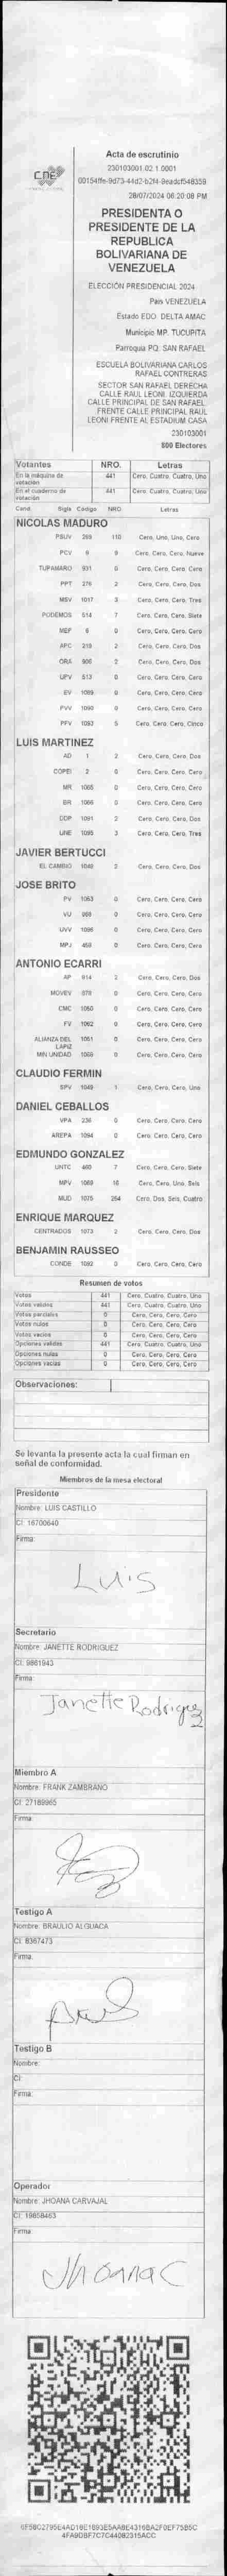 CNE
Acta de escrutinio
230103001.02.1.0001
28/07/2024 06:20:08 PM
PRESIDENTA O
PRESIDENTE DE LA
REPUBLICA
BOLIVARIANA DE
VENEZUELA
ELECCIÓN PRESIDENCIAL 2024
País VENEZUELA
Estado EDO. DELTA AMAC
Municipio MP. TUCUPITA
Parroquia PQ. SAN RAFAEL
ESCUELA BOLIVARIANA CARLOS
RAFAEL CONTRERAS
SECTOR SAN RAFAEL DERECHA
CALLE RAUL LEONI. IZQUIERDA
CALLE PRINCIPAL DE SAN RAFAEL.
FRENTE CALLE PRINCIPAL RAUL
LEONI FRENTE AL ESTADIUM CASA
230103001
800 Electores
Votantes NRO. Letras
En la máquina de votación 441 Cero, Cuatro, Cuatro, Uno
En el cuaderno de votación 441 Cero, Cuatro, Cuatro, Uno
Cand. Sigla Código NRO. Letras
NICOLAS MADURO
PSUV 269 110 Cero, Uno, Uno, Cero
PCV 9 9 Cero, Cero, Cero, Nueve
TUPAMARO 931 0 Cero, Cero, Cero, Cero
PPT 276 2 Cero, Cero, Cero, Dos
MSV 1017 3 Cero, Cero, Cero, Tres
PODEMOS 514 7 Cero, Cero, Cero, Siete
MEP 6 0 Cero, Cero, Cero, Cero
APC 219 2 Cero, Cero, Cero, Dos
ORA 906 2 Cero, Cero, Cero, Dos
UPV 513 0 Cero, Cero, Cero, Cero
EV 1089 0 Cero, Cero, Cero, Cero
PVV 1090 0 Cero, Cero, Cero, Cero
PFV 1093 5 Cero, Cero, Cero, Cinco
LUIS MARTINEZ
AD 1 2 Cero, Cero, Cero, Dos
COPEI 2 0 Cero, Cero, Cero, Cero
MR 1065 0 Cero, Cero, Cero, Cero
BR 1066 0 Cero, Cero, Cero, Cero
DDP 1091 2 Cero, Cero, Cero, Dos
UNE 1095 3 Cero, Cero, Cero, Tres
JAVIER BERTUCCI
EL CAMBIO 1048 2 Cero, Cero, Cero, Dos
JOSE BRITO
PV 1063 0 Cero, Cero, Cero, Cero
VU 0 Cero, Cero, Cero, Cero
UVV 1096 0 Cero, Cero, Cero, Cero
MPJ 0 Cero, Cero, Cero, Cero
ANTONIO ECARRI
AP 914 2 Cero, Cero, Cero, Dos
MOVEV 978 0 Cero, Cero, Cero, Cero
CMC 1050 0 Cero, Cero, Cero, Cero
FV 1062 0 Cero, Cero, Cero, Cero
ALIANZA DEL LAPIZ 1051 0 Cero, Cero, Cero, Cero
MIN UNIDAD 1068 0 Cero, Cero, Cero, Cero
CLAUDIO FERMIN
SPV 1049 1 Cero, Cero, Cero, Uno
DANIEL CEBALLOS
VPA 236 0 Cero, Cero, Cero, Cero
AREPA 1094 0 Cero, Cero, Cero, Cero
EDMUNDO GONZALEZ
UNTC 460 7 Cero, Cero, Cero, Siete
MPV 1069 16 Cero, Cero, Uno, Seis
MUD 1075 264 Cero, Dos, Seis, Cuatro
ENRIQUE MARQUEZ
CENTRADOS 1073 2 Cero, Cero, Cero, Dos
BENJAMIN RAUSSEO
CONDE 1092 0 Cero, Cero, Cero, Cero
Resumen de votos
Votos 441 Cero, Cuatro, Cuatro, Uno
Votos validos 441 Cero, Cuatro, Cuatro, Uno
Votos parciales 0 Cero, Cero, Cero, Cero
Votos nulos 0 Cero, Cero, Cero, Cero
Votos vacíos 0 Cero, Cero, Cero, Cero
Opciones validas 441 Cero, Cuatro, Cuatro, Uno
Opciones nulas 0 Cero, Cero, Cero, Cero
Opciones vacías 0 Cero, Cero, Cero, Cero
Observaciones:
Se levanta la presente acta la cual firman en
señal de conformidad.
Miembros de la mesa electoral
Presidente
Nombre: LUIS CASTILLO
CI: 16700640
Firma:
Luis
Secretario
Nombre: JANETTE RODRIGUEZ
CI: 9861943
Firma:
Janette Rodriguez
Miembro A
Nombre: FRANK ZAMBRANO
CI: 27189965
Firma:
Testigo A
Nombre: BRAULIO ALGUACA
CI: 8367473
Firma:
Testigo B
Nombre:
CI:
Firma:
Operador
Nombre: JHOANA CARVAJAL
CI: 19858463
Firma:
Jhoana C
4FA9DBF7C7C44082315ACC